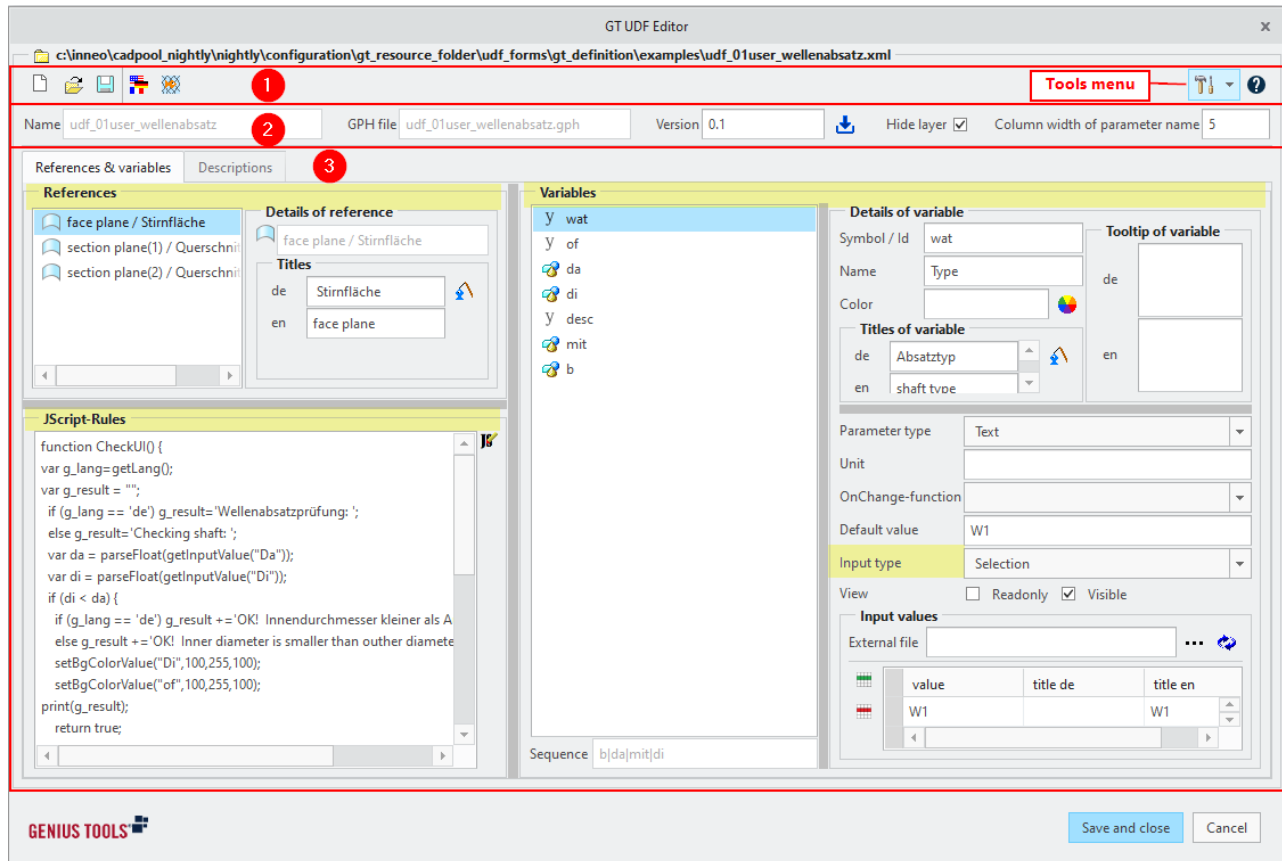 GT UDF Editor
x
c:\inneo\cadpool_nightly\nightly\configuration\gt_resource_folder\udf_forms\gt_definition\examples\udf_01user_wellenabsatz.xml
1
Tools menu
Name udf_01user_wellenabsatz
2
GPH file udf_01user_wellenabsatz.gph
Version 0.1
Hide layer
Column width of parameter name 5
References & variables
Descriptions
3
References
face plane / Stirnfläche
section plane(1) / Querschnit
section plane(2) / Querschnit
Details of reference
face plane / Stirnfläche
Titles
de Stirnfläche
en face plane
JScript-Rules
function CheckUI() {
var g_lang=getLang();
var g_result = "";
if (g_lang == 'de') g_result='Wellenabsatzprüfung: ';
else g_result='Checking shaft: ';
var da = parseFloat(getInputValue("Da"));
var di = parseFloat(getInputValue("Di"));
if (di < da) {
if (g_lang == 'de') g_result +='OK!  Innendurchmesser kleiner als A
else g_result +='OK!  Inner diameter is smaller than outher diamete
setBgColorValue("Di",100,255,100);
setBgColorValue("of",100,255,100);
print(g_result);
return true;
Variables
y wat
y of
da
di
y desc
mit
b
Sequence b|da|mit|di
Details of variable
Symbol / Id wat
Name Type
Color
Titles of variable
de Absatztyp
en shaft type
Tooltip of variable
de
en
Parameter type Text
Unit
OnChange-function
Default value W1
Input type Selection
View Readonly Visible
Input values
External file
value title de title en
W1 W1
GENIUS TOOLS
Save and close
Cancel